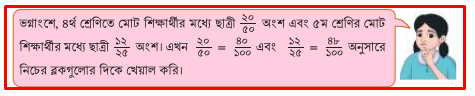 ভগ্নাংশে, ৪র্থ শ্রেণিতে মোট শিক্ষার্থীর মধ্যে ছাত্রী ২০/৫০ অংশ এবং ৫ম শ্রেণির মোট
শিক্ষার্থীর মধ্যে ছাত্রী ১২/২৫ অংশ। এখন ২০/৫০ = ৪০/১০০ এবং ১২/২৫ = ৪৮/১০০ অনুসারে
নিচের ব্লকগুলোর দিকে খেয়াল করি।